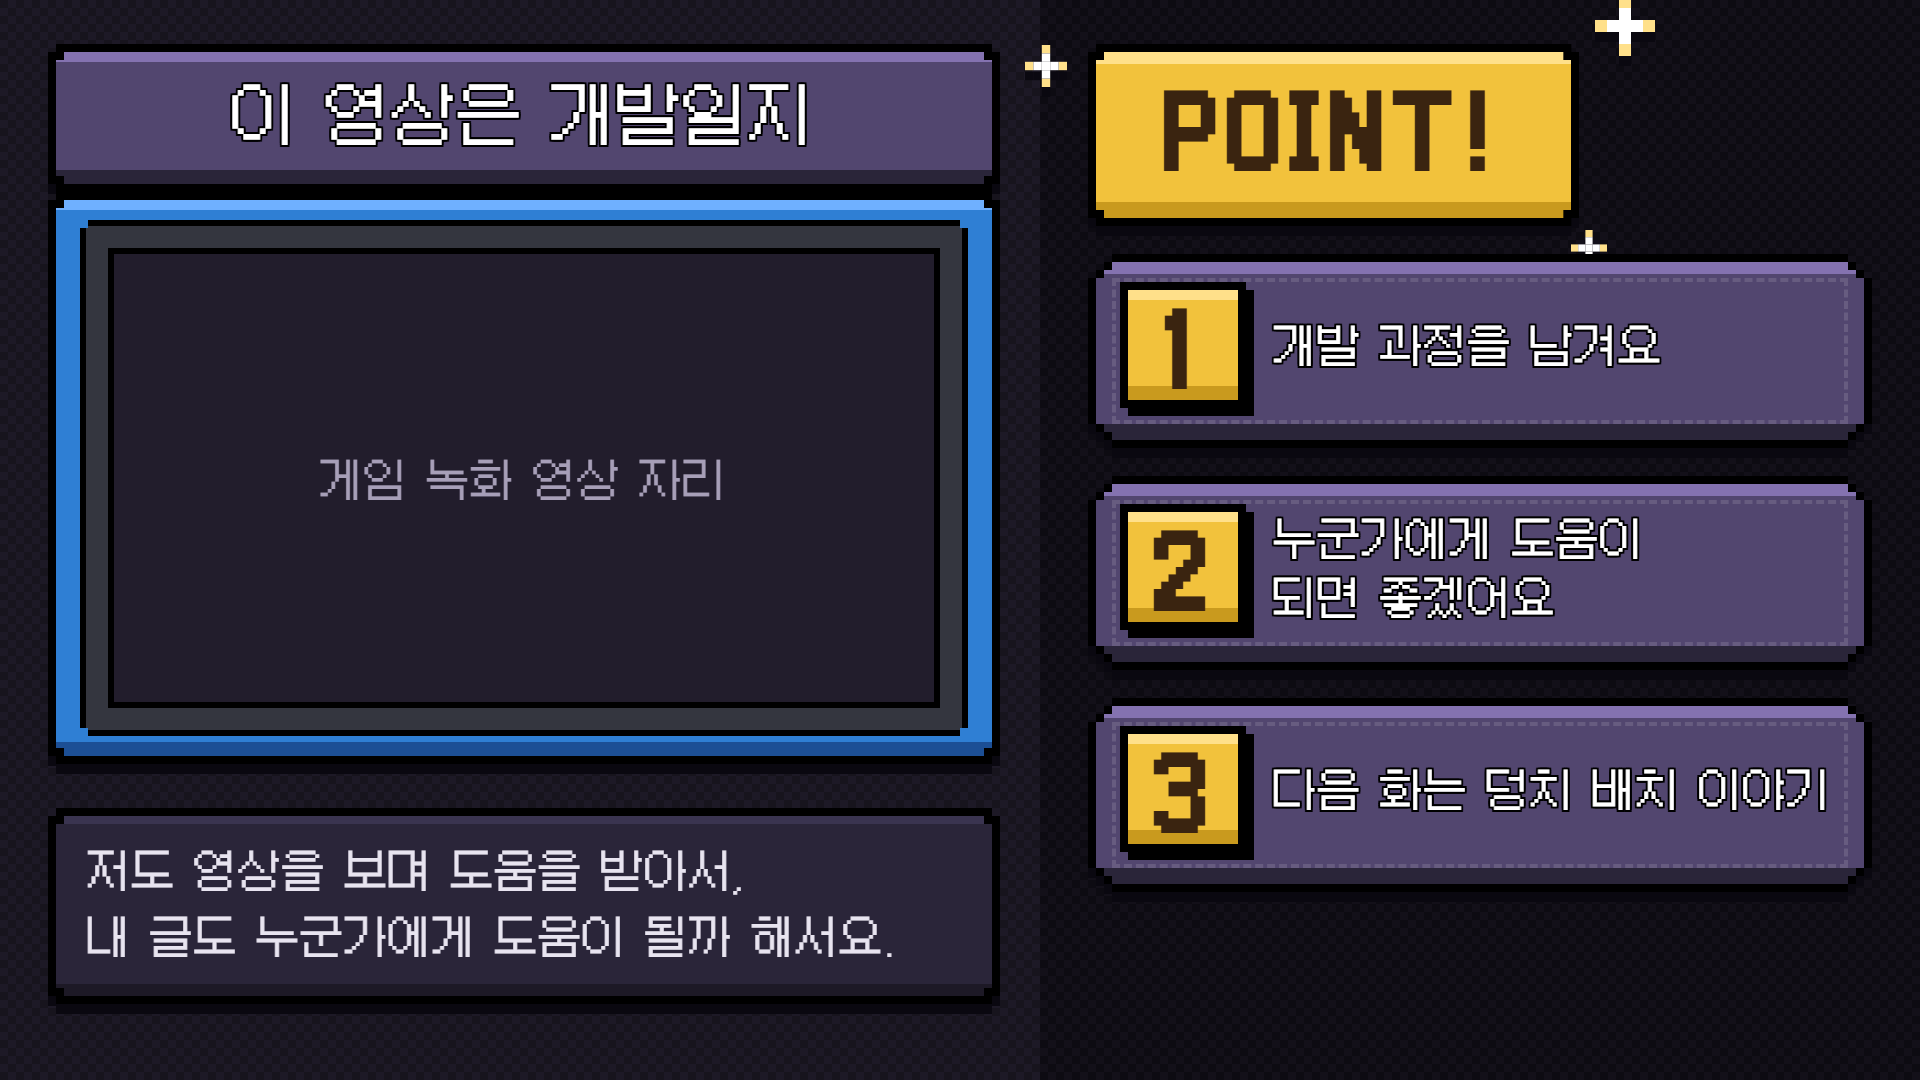 이 영상은 개발일지
게임 녹화 영상 자리
저도 영상을 보며 도움을 받아서,
내 글도 누군가에게 도움이 될까 해서요.
POINT!
1
개발 과정을 남겨요
2
누군가에게 도움이
되면 좋겠어요
3
다음 화는 덩치 배치 이야기